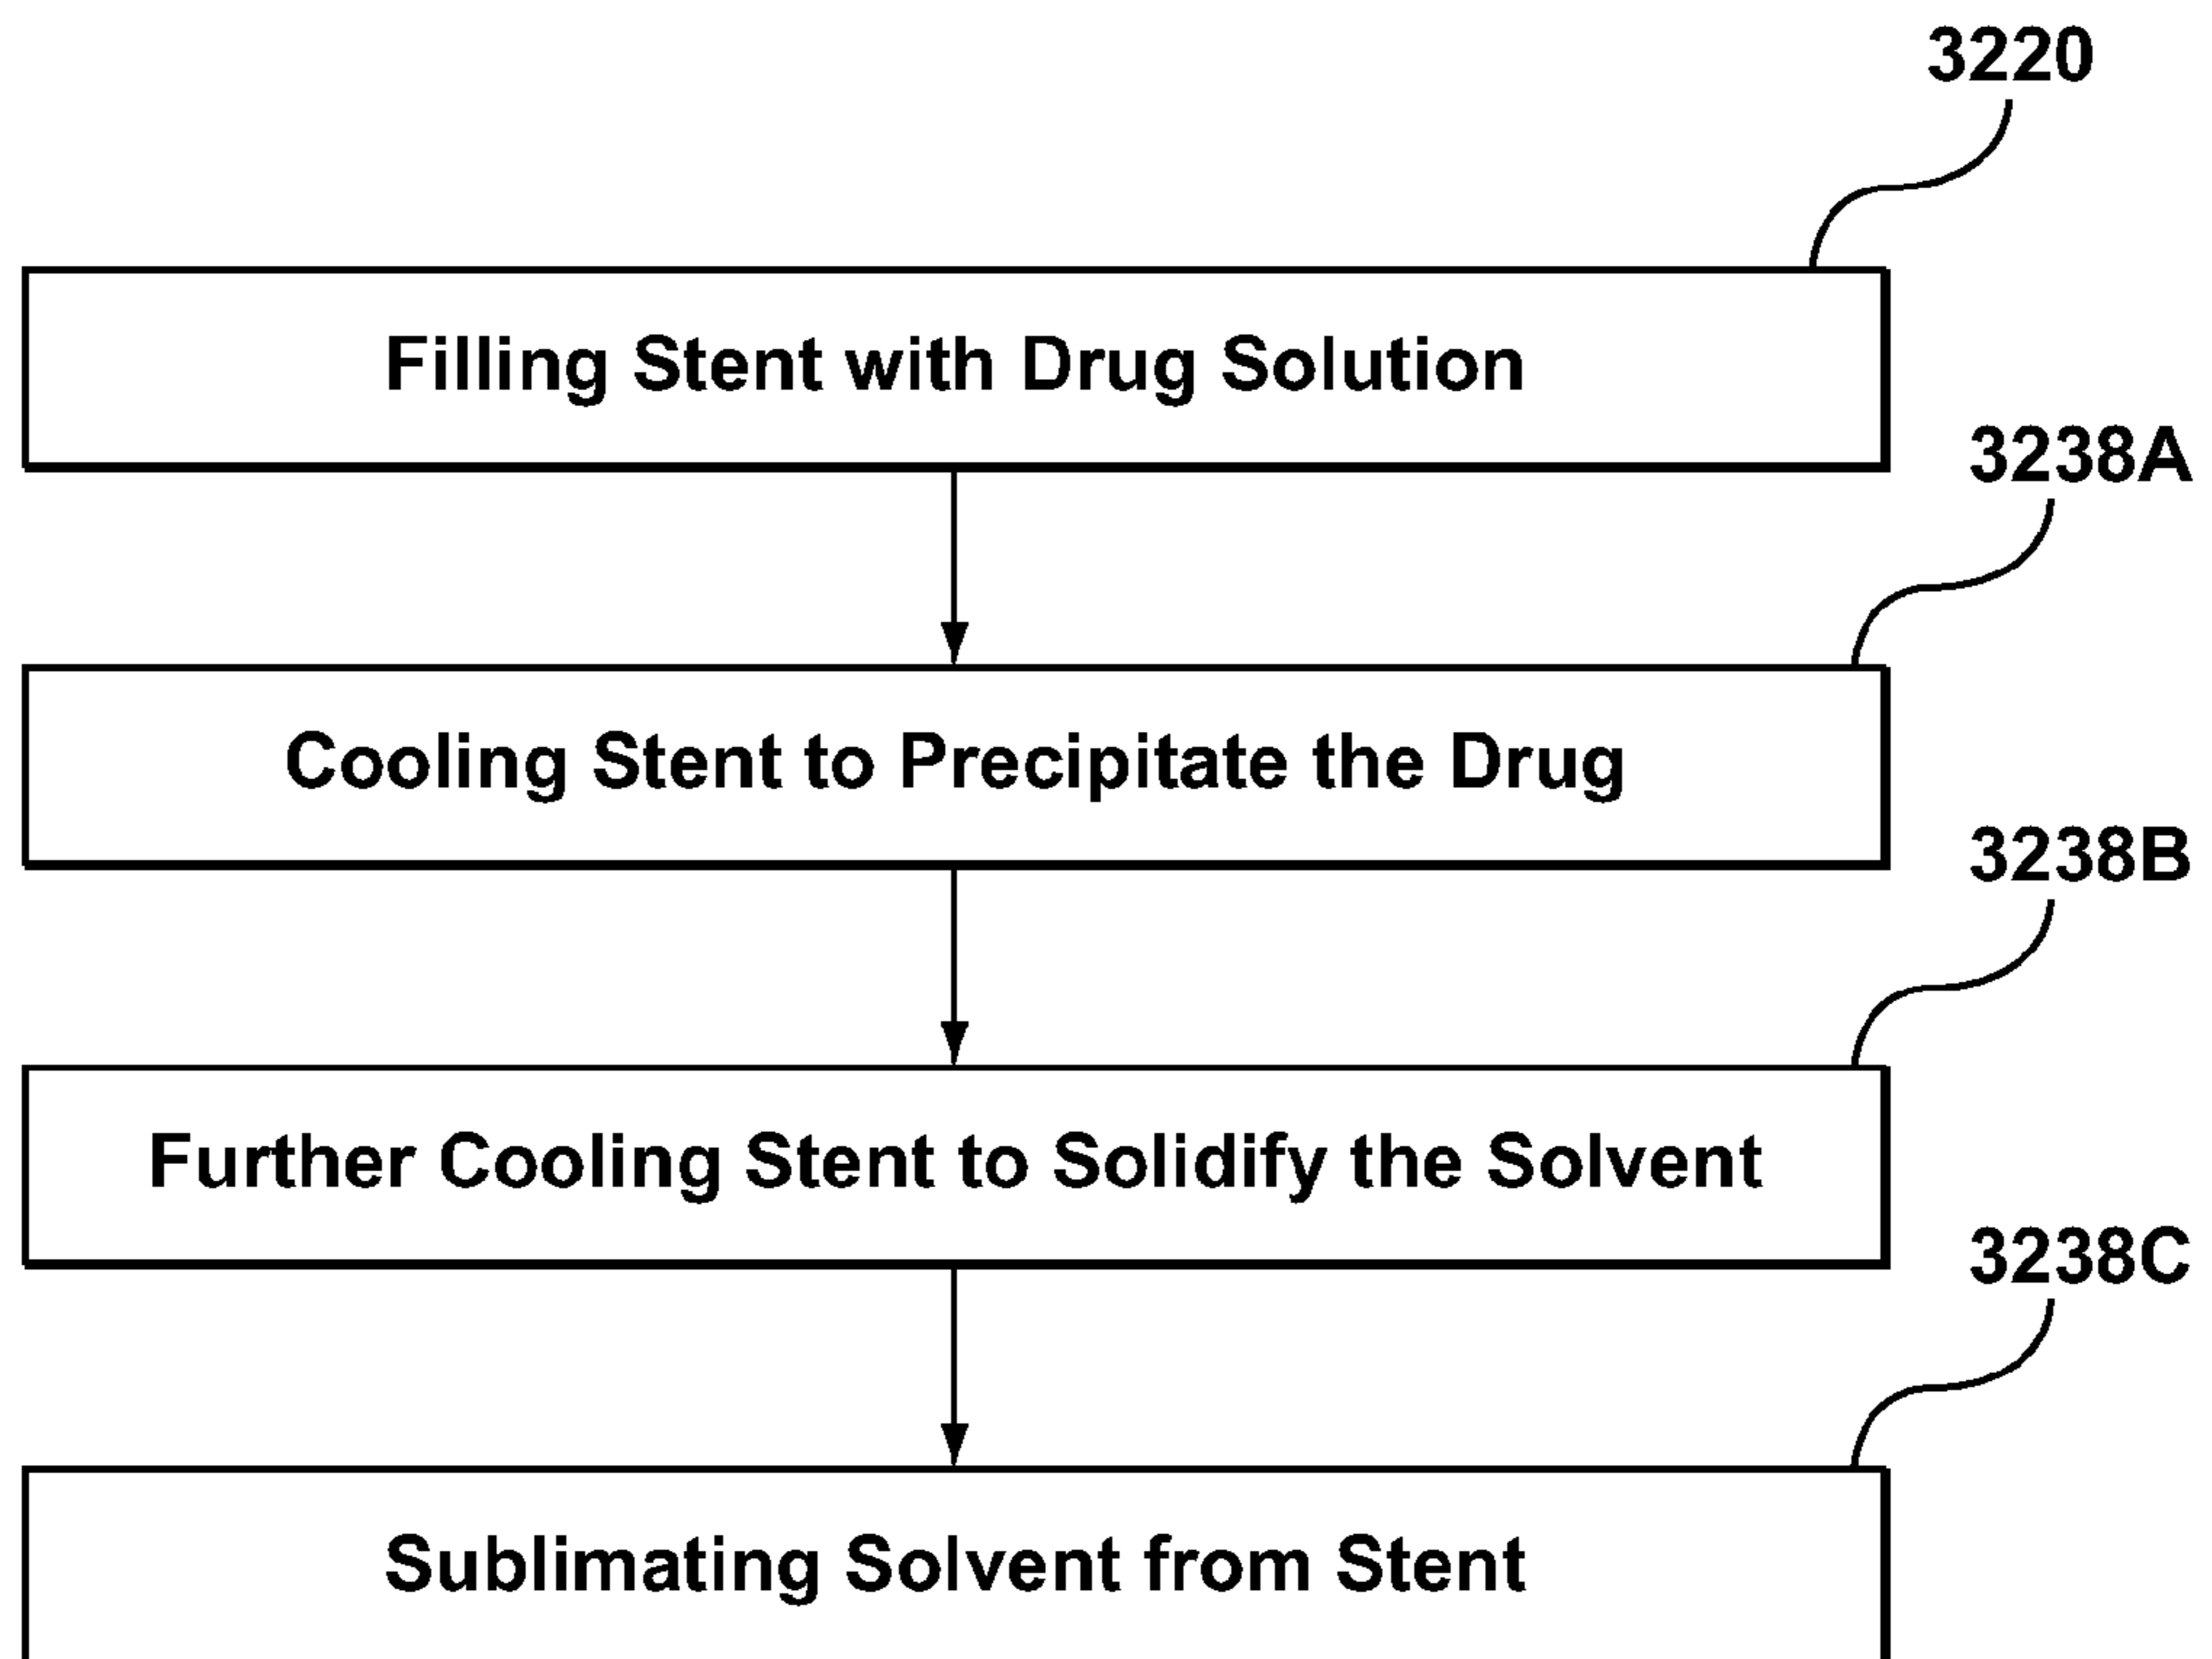 3220
Filling Stent with Drug Solution
3238A
Cooling Stent to Precipitate the Drug
3238B
Further Cooling Stent to Solidify the Solvent
3238C
Sublimating Solvent from Stent